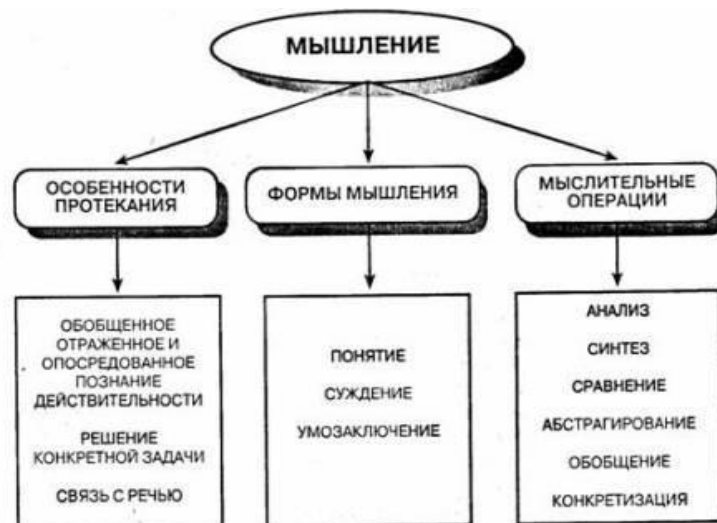 МЫШЛЕНИЕ
ОСОБЕННОСТИ
ПРОТЕКАНИЯ
ФОРМЫ МЫШЛЕНИЯ
МЫСЛИТЕЛЬНЫЕ
ОПЕРАЦИИ
ОБОБЩЕННОЕ
ОТРАЖЕННОЕ И
ОПОСРЕДОВАННОЕ
ПОЗНАНИЕ
ДЕЙСТВИТЕЛЬНОСТИ
РЕШЕНИЕ
КОНКРЕТНОЙ ЗАДАЧИ
СВЯЗЬ С РЕЧЬЮ
ПОНЯТИЕ
СУЖДЕНИЕ
УМОЗАКЛЮЧЕНИЕ
АНАЛИЗ
СИНТЕЗ
СРАВНЕНИЕ
АБСТРАГИРОВАНИЕ
ОБОБЩЕНИЕ
КОНКРЕТИЗАЦИЯ